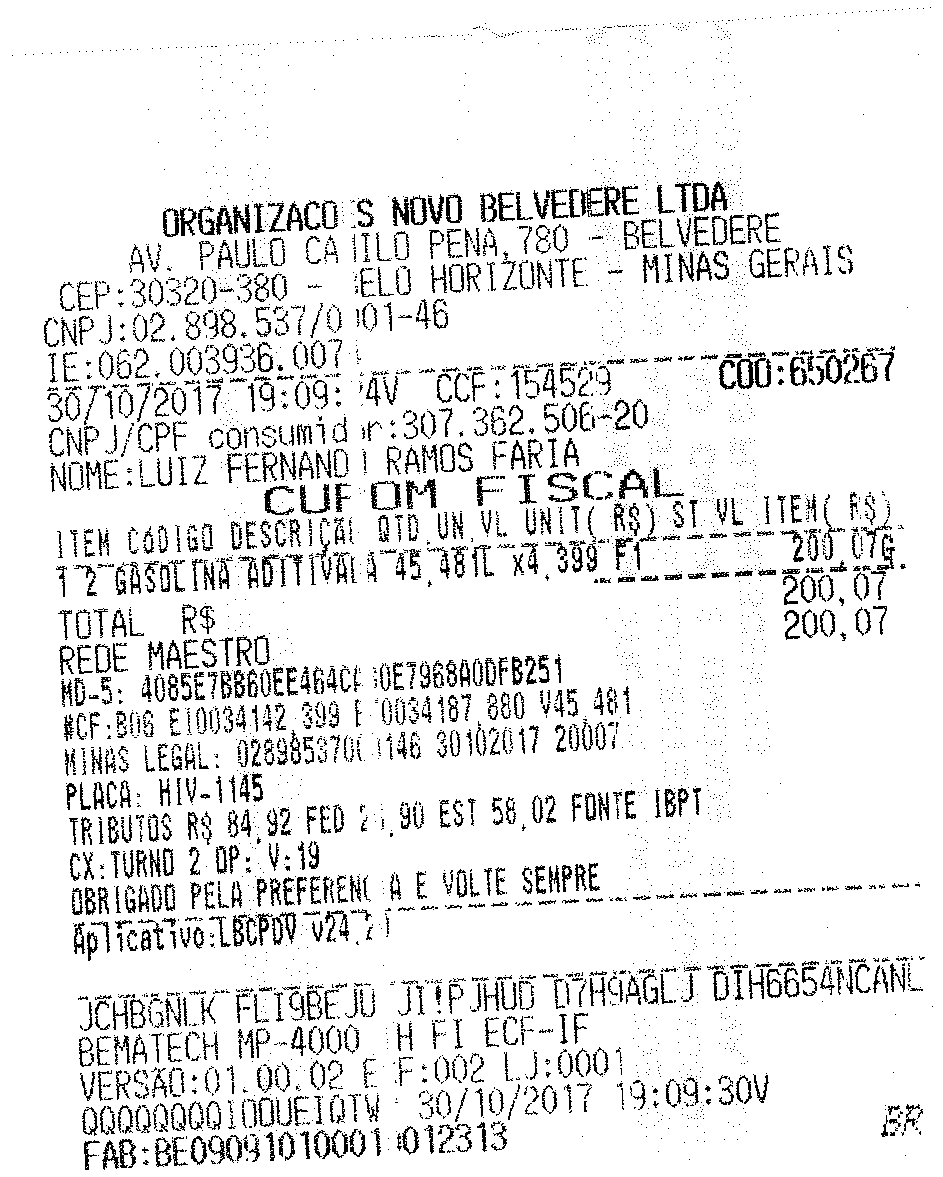 ORGANIZACO S NOVO BELVEDERE LTDA
AV. PAULO CA ILO PENA,780 - BELVEDERE
CEP:30320-380 - ELO HORIZONTE - MINAS GERAIS
CNPJ:02.898.537/0 01-46
IE:062.003936.007
30/10/2017 19:09: 4V CCF:154529 COO:650267
CNPJ/CPF consumid r:307.362.506-20
NOME:LUIZ FERNAND RAMOS FARIA
CUPOM FISCAL
ITEM CÓDIGO DESCRIÇÃ QTD.UN.VL UNIT( R$) ST VL ITEM( R$)
1 2 GASOLINA ADITIVA A 45,481L x4,399 F1 200,07G
TOTAL R$ 200,07
REDE MAESTRO 200,07
MD-5: 4085E7BB60EE464C 0E7968A0DFB251
#CF:B06 EI0034142,399 E 0034187,880 V45,481
MINAS LEGAL: 028985370 146 30102017 20007
PLACA: HIV-1145
TRIBUTOS R$ 84,92 FED 2 ,90 EST 58,02 FONTE IBPT
CX:TURNO 2 OP: V:19
OBRIGADO PELA PREFERENC A E VOLTE SEMPRE
Aplicativo:LBCPDV v24,2
JCHBGNLK FLI9BEJU JI!PJHUD D7H9AGLJ DIH6654NCANL
BEMATECH MP-4000 H FI ECF-IF
VERSÃO:01.00.02 E F:002 LJ:0001
QQQQQQQQIODUEIQTW 30/10/2017 19:09:30V
FAB:BE09091010001 012313
BR